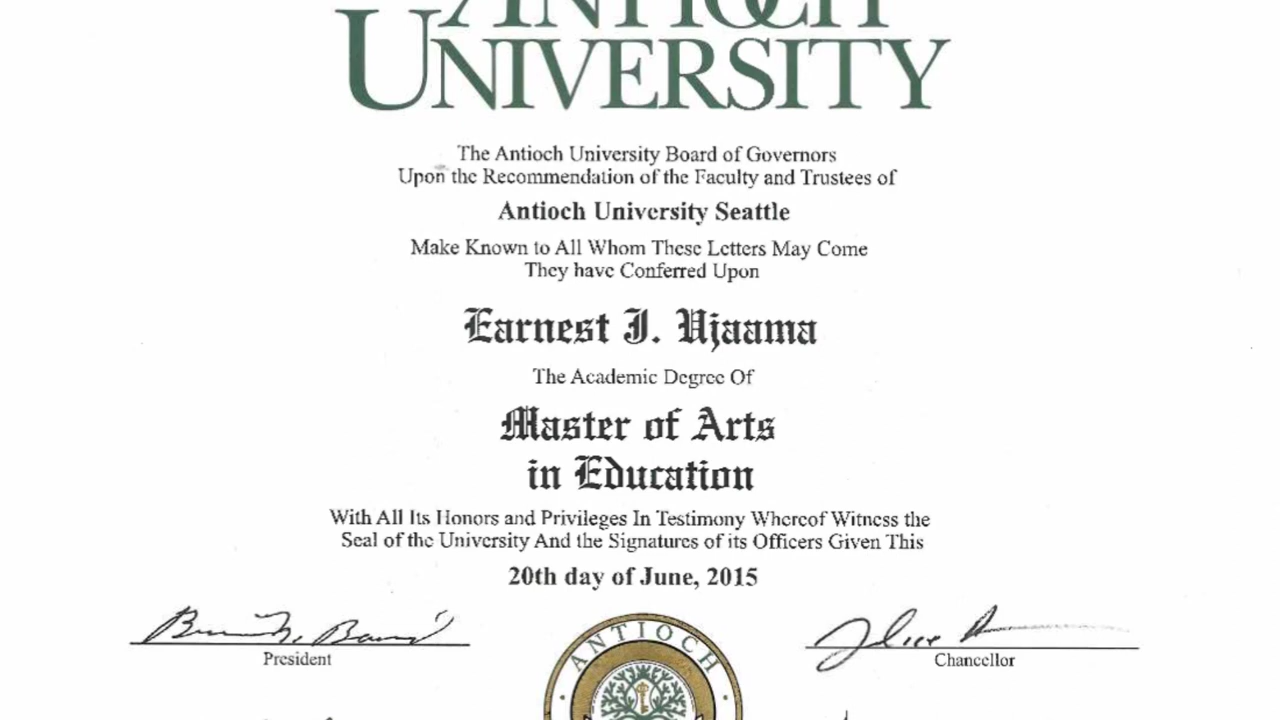 ANTIOCH
UNIVERSITY
The Antioch University Board of Governors
Upon the Recommendation of the Faculty and Trustees of
Antioch University Seattle
Make Known to All Whom These Letters May Come
They have Conferred Upon
Earnest J. Ujaama
The Academic Degree Of
Master of Arts
in Education
With All Its Honors and Privileges In Testimony Whereof Witness the
Seal of the University And the Signatures of its Officers Given This
20th day of June, 2015
President
Chancellor
ANTIOCH